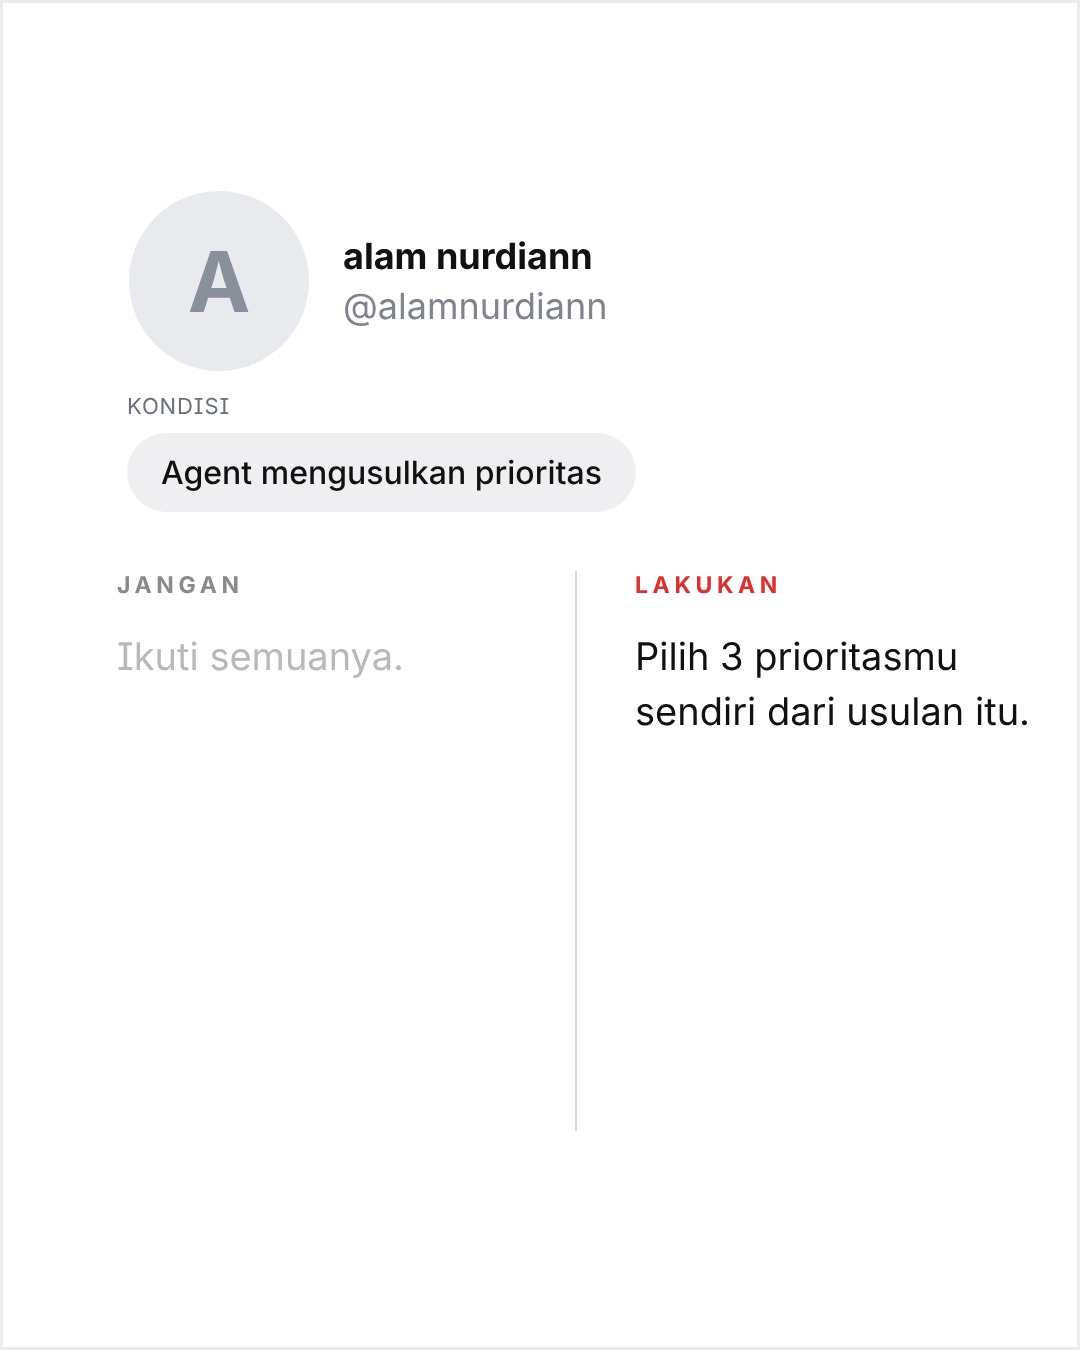 A
alam nurdiann
@alamnurdiann
KONDISI
Agent mengusulkan prioritas
JANGAN
Ikuti semuanya.
LAKUKAN
Pilih 3 prioritasmu
sendiri dari usulan itu.